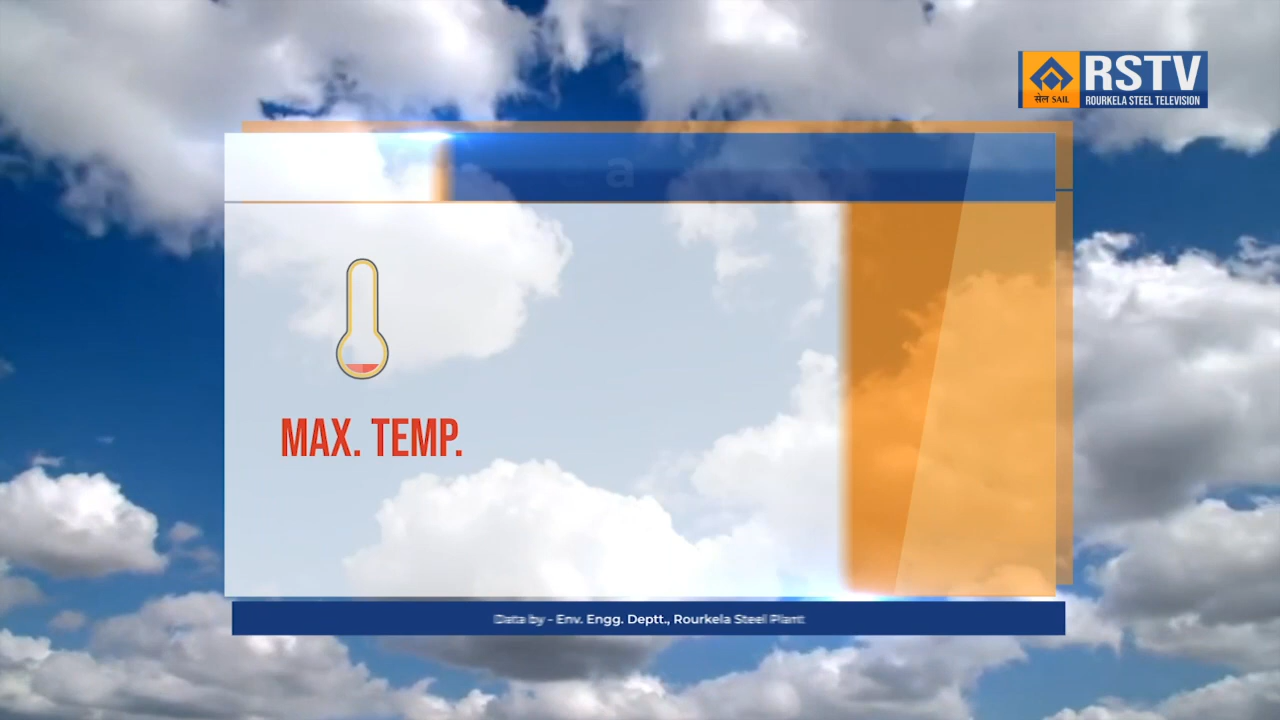 सेल SAIL
RSTV
ROURKELA STEEL TELEVISION
a
MAX. TEMP.
Data by - Env. Engg. Deptt., Rourkela Steel Plant